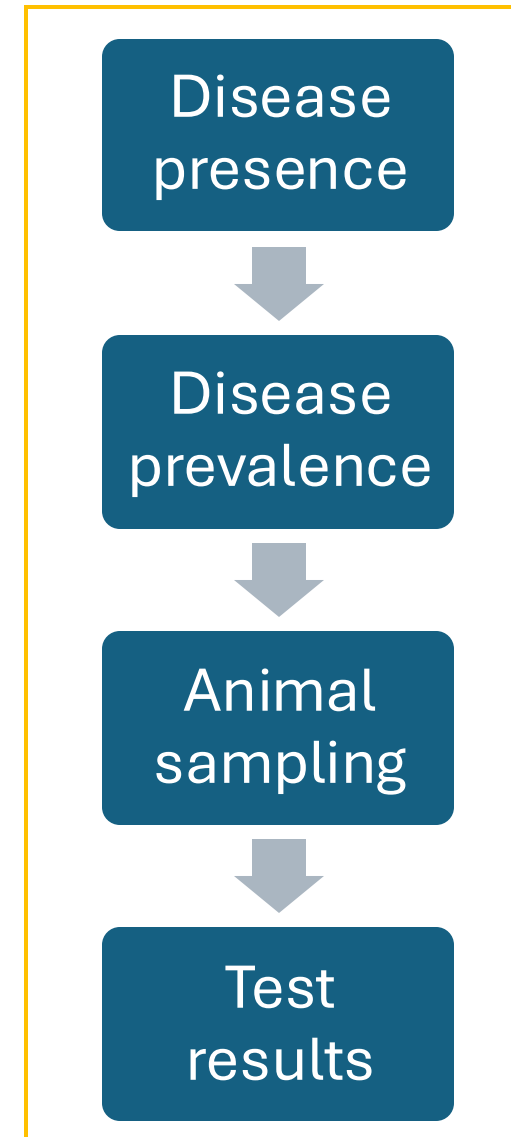 Disease
presence
Disease
prevalence
Animal
sampling
Test
results